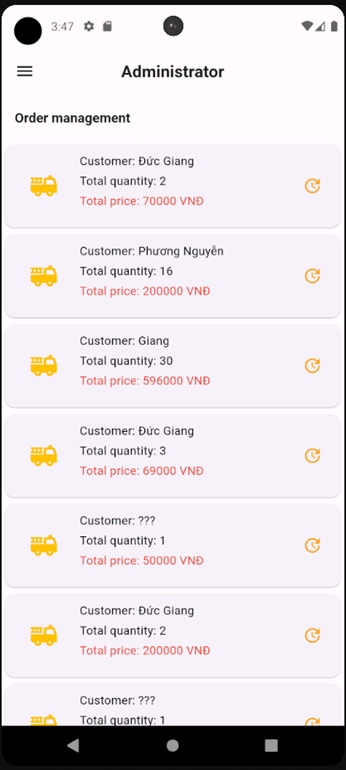 3:47
Administrator
Order management
Customer: Đức Giang
Total quantity: 2
Total price: 70000 VNĐ
Customer: Phương Nguyễn
Total quantity: 16
Total price: 200000 VNĐ
Customer: Giang
Total quantity: 30
Total price: 596000 VNĐ
Customer: Đức Giang
Total quantity: 3
Total price: 69000 VNĐ
Customer: ???
Total quantity: 1
Total price: 50000 VNĐ
Customer: Đức Giang
Total quantity: 2
Total price: 200000 VNĐ
Customer: ???
Total quantity: 1